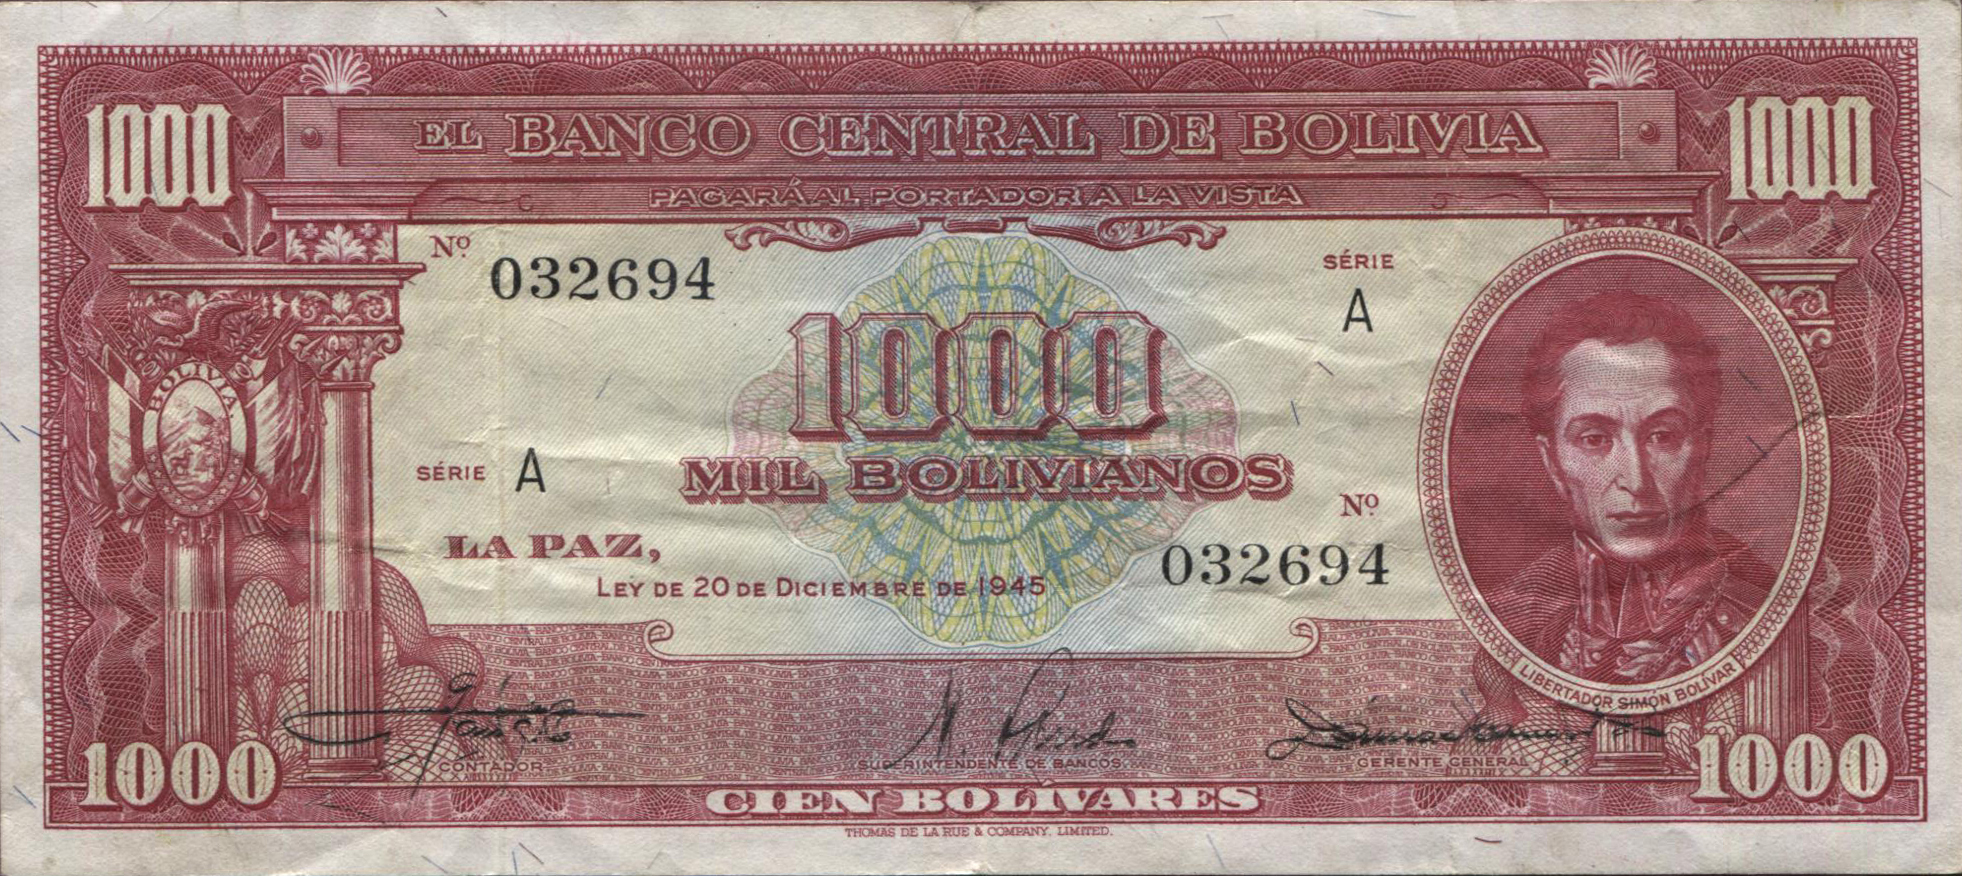 1000 1000
EL BANCO CENTRAL DE BOLIVIA
PAGARÁ AL PORTADOR A LA VISTA
Nº 032694
SÉRIE A
BOLIVIA
1000
MIL BOLIVIANOS
SÉRIE A
Nº 032694
LA PAZ,
LEY DE 20 DE DICIEMBRE DE 1945
LIBERTADOR SIMÓN BOLÍVAR
CONTADOR
SUPERINTENDENTE DE BANCOS
GERENTE GENERAL
1000 1000
CIEN BOLIVARES
THOMAS DE LA RUE & COMPANY, LIMITED.